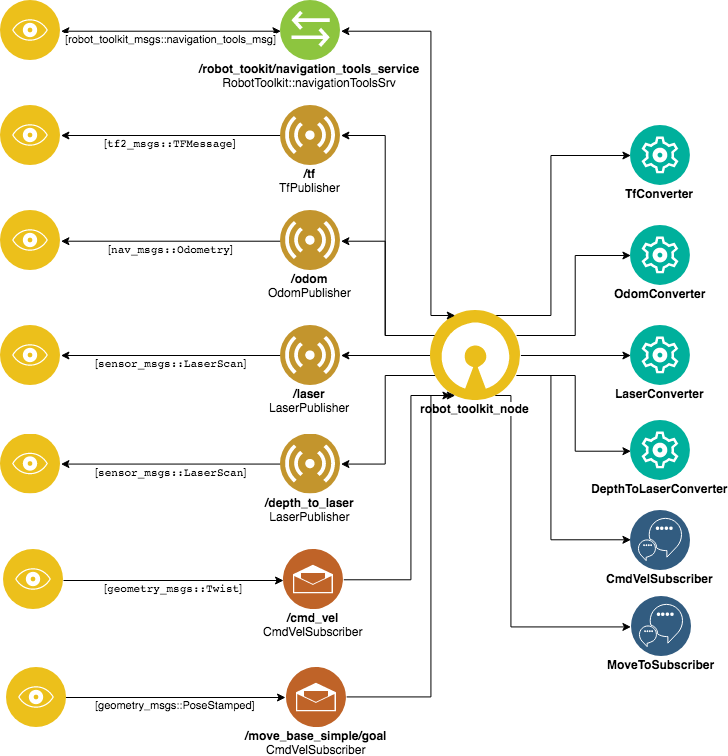 [robot_toolkit_msgs::navigation_tools_msg]
/robot_tookit/navigation_tools_service
RobotToolkit::navigationToolsSrv
[tf2_msgs::TFMessage]
/tf
TfPublisher
TfConverter
[nav_msgs::Odometry]
/odom
OdomPublisher
OdomConverter
[sensor_msgs::LaserScan]
/laser
LaserPublisher
robot_toolkit_node
LaserConverter
[sensor_msgs::LaserScan]
/depth_to_laser
LaserPublisher
DepthToLaserConverter
[geometry_msgs::Twist]
/cmd_vel
CmdVelSubscriber
CmdVelSubscriber
MoveToSubscriber
[geometry_msgs::PoseStamped]
/move_base_simple/goal
CmdVelSubscriber